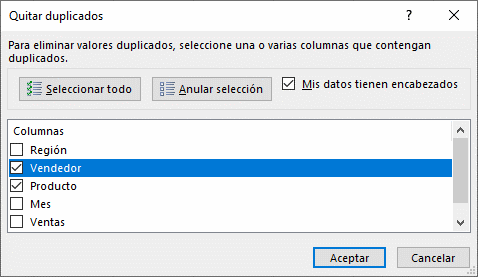 Quitar duplicados
?
Para eliminar valores duplicados, seleccione una o varias columnas que contengan
duplicados.
Seleccionar todo
Anular selección
Mis datos tienen encabezados
Columnas
Región
Vendedor
Producto
Mes
Ventas
Aceptar
Cancelar